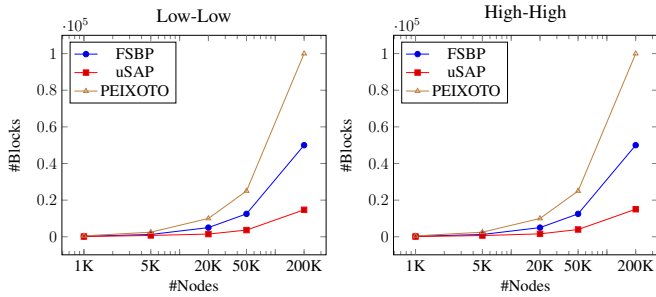 Low-Low
·10^5
1
0.8
0.6
0.4
0.2
0
#Blocks
FSBP
uSAP
PEIXOTO
1K 5K 20K 50K 200K
#Nodes
High-High
·10^5
1
0.8
0.6
0.4
0.2
0
#Blocks
FSBP
uSAP
PEIXOTO
1K 5K 20K 50K 200K
#Nodes